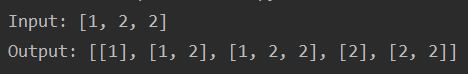 Input: [1, 2, 2]
Output: [[1], [1, 2], [1, 2, 2], [2], [2, 2]]